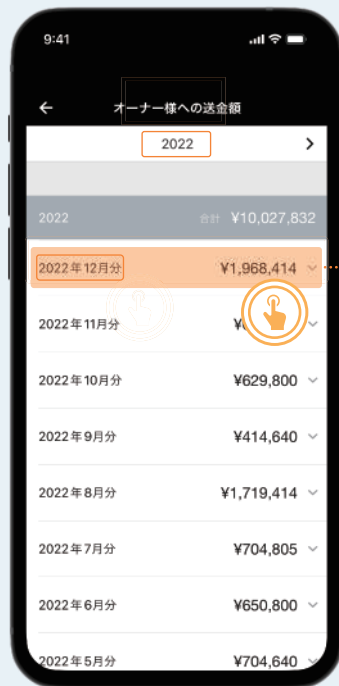 9:41
オーナー様への送金額
2022
2022 合計 ¥10,027,832
2022年12月分 ¥1,968,414
2022年11月分
2022年10月分 ¥629,800
2022年9月分 ¥414,640
2022年8月分 ¥1,719,414
2022年7月分 ¥704,805
2022年6月分 ¥650,800
2022年5月分 ¥704,640